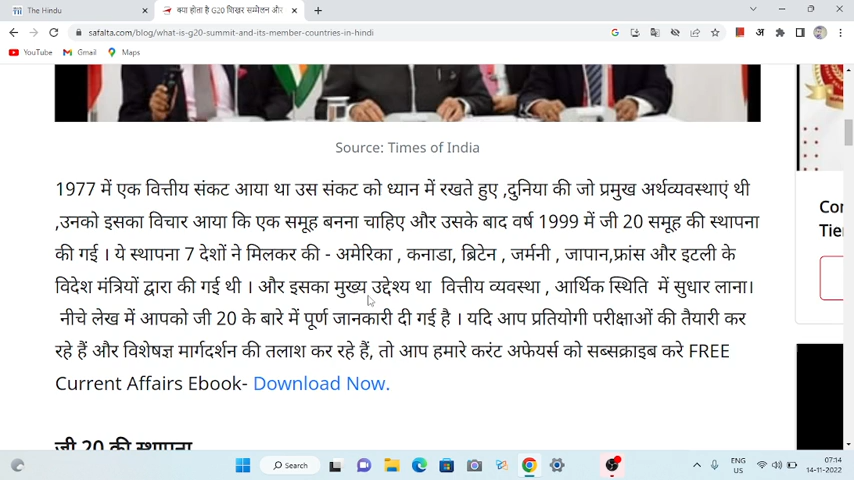 The Hindu
क्या होता है G20 शिखर सम्मेलन और
safalta.com/blog/what-is-g20-summit-and-its-member-countries-in-hindi
YouTube Gmail Maps
Source: Times of India
1977 में एक वित्तीय संकट आया था उस संकट को ध्यान में रखते हुए ,दुनिया की जो प्रमुख अर्थव्यवस्थाएं थी
,उनको इसका विचार आया कि एक समूह बनना चाहिए और उसके बाद वर्ष 1999 में जी 20 समूह की स्थापना
की गई । ये स्थापना 7 देशों ने मिलकर की - अमेरिका , कनाडा, ब्रिटेन , जर्मनी , जापान,फ्रांस और इटली के
विदेश मंत्रियों द्वारा की गई थी । और इसका मुख्य उद्देश्य था वित्तीय व्यवस्था , आर्थिक स्थिति में सुधार लाना।
नीचे लेख में आपको जी 20 के बारे में पूर्ण जानकारी दी गई है । यदि आप प्रतियोगी परीक्षाओं की तैयारी कर
रहे हैं और विशेषज्ञ मार्गदर्शन की तलाश कर रहे हैं, तो आप हमारे करंट अफेयर्स को सब्सक्राइब करे FREE
Current Affairs Ebook- Download Now.
जी 20 की स्थापना
Con
Tier
Search
ENG
US
07:14
14-11-2022